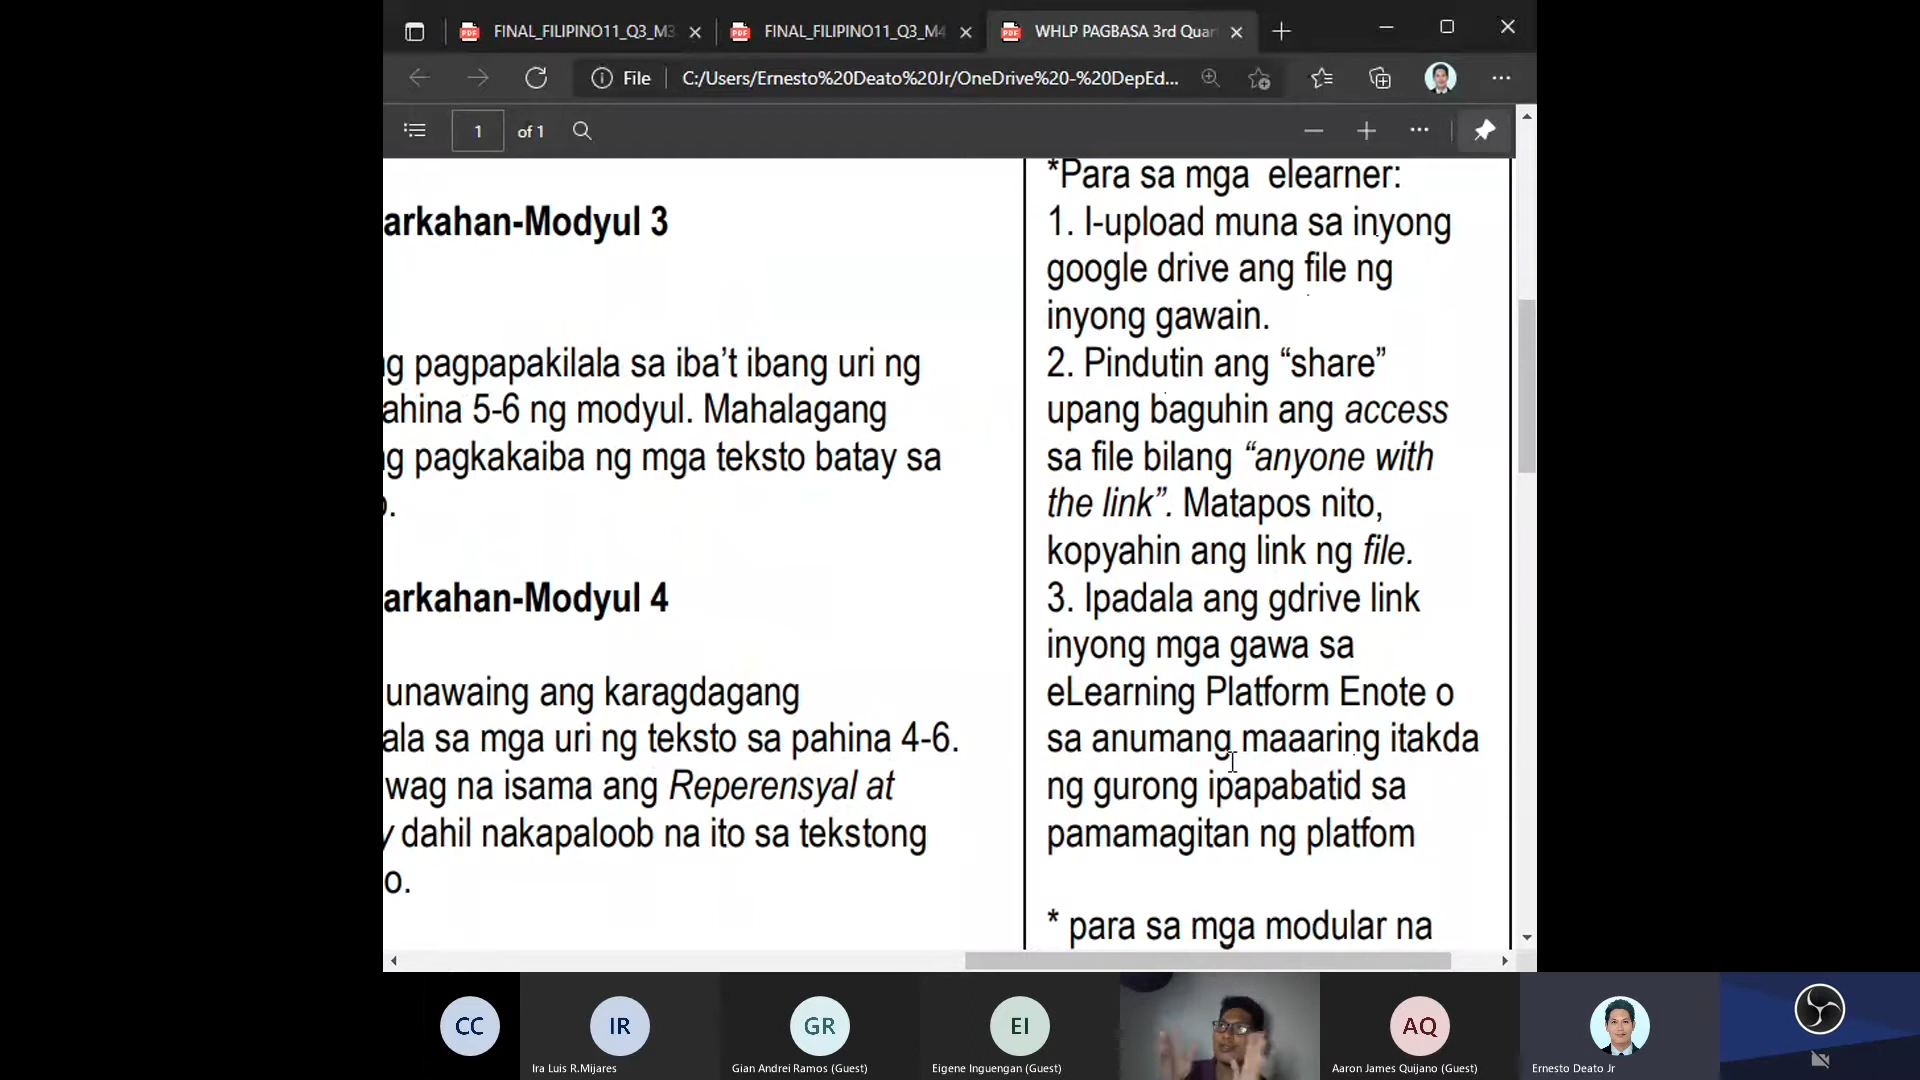 FINAL_FILIPINO11_Q3_M3
FINAL_FILIPINO11_Q3_M4
WHLP PAGBASA 3rd Quar
File
C:/Users/Ernesto%20Deato%20Jr/OneDrive%20-%20DepEd...
1
of 1
arkahan-Modyul 3
g pagpapakilala sa iba’t ibang uri ng
ahina 5-6 ng modyul. Mahalagang
g pagkakaiba ng mga teksto batay sa
o.
arkahan-Modyul 4
unawaing ang karagdagang
ala sa mga uri ng teksto sa pahina 4-6.
wag na isama ang Reperensyal at
y dahil nakapaloob na ito sa tekstong
o.
*Para sa mga elearner:
1. I-upload muna sa inyong
google drive ang file ng
inyong gawain.
2. Pindutin ang “share”
upang baguhin ang access
sa file bilang “anyone with
the link”. Matapos nito,
kopyahin ang link ng file.
3. Ipadala ang gdrive link
inyong mga gawa sa
eLearning Platform Enote o
sa anumang maaaring itakda
ng gurong ipapabatid sa
pamamagitan ng platfom
* para sa mga modular na
CC
IR
Ira Luis R.Mijares
GR
Gian Andrei Ramos (Guest)
EI
Eigene Inguengan (Guest)
AQ
Aaron James Quijano (Guest)
Ernesto Deato Jr